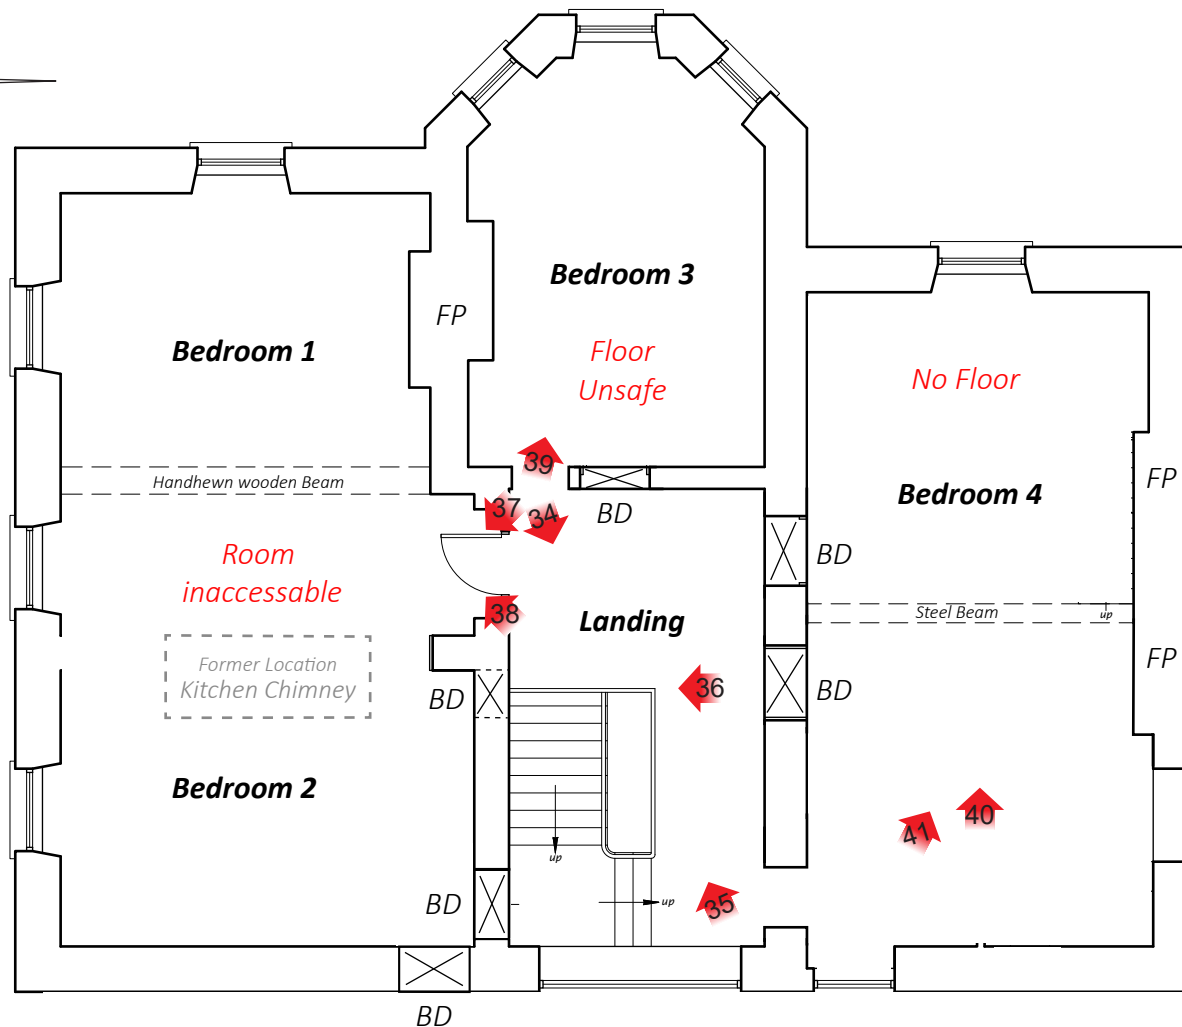 Bedroom 3
Bedroom 1
FP
Floor
Unsafe
No Floor
39
FP
Handhewn wooden Beam
37
34
BD
Bedroom 4
Room
inaccessable
BD
38
Landing
Steel Beam
up
Former Location
Kitchen Chimney
FP
BD
36
BD
Bedroom 2
40
41
up
BD
up
35
BD